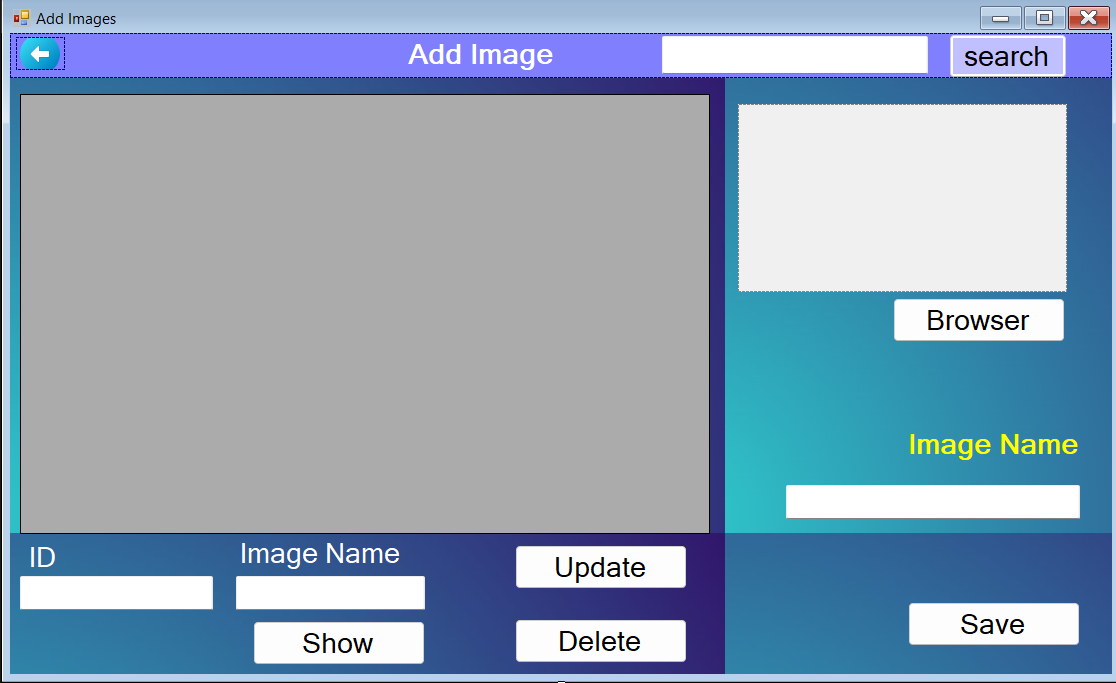 Add Images
Add Image
search
Browser
Image Name
ID
Image Name
Update
Show
Delete
Save